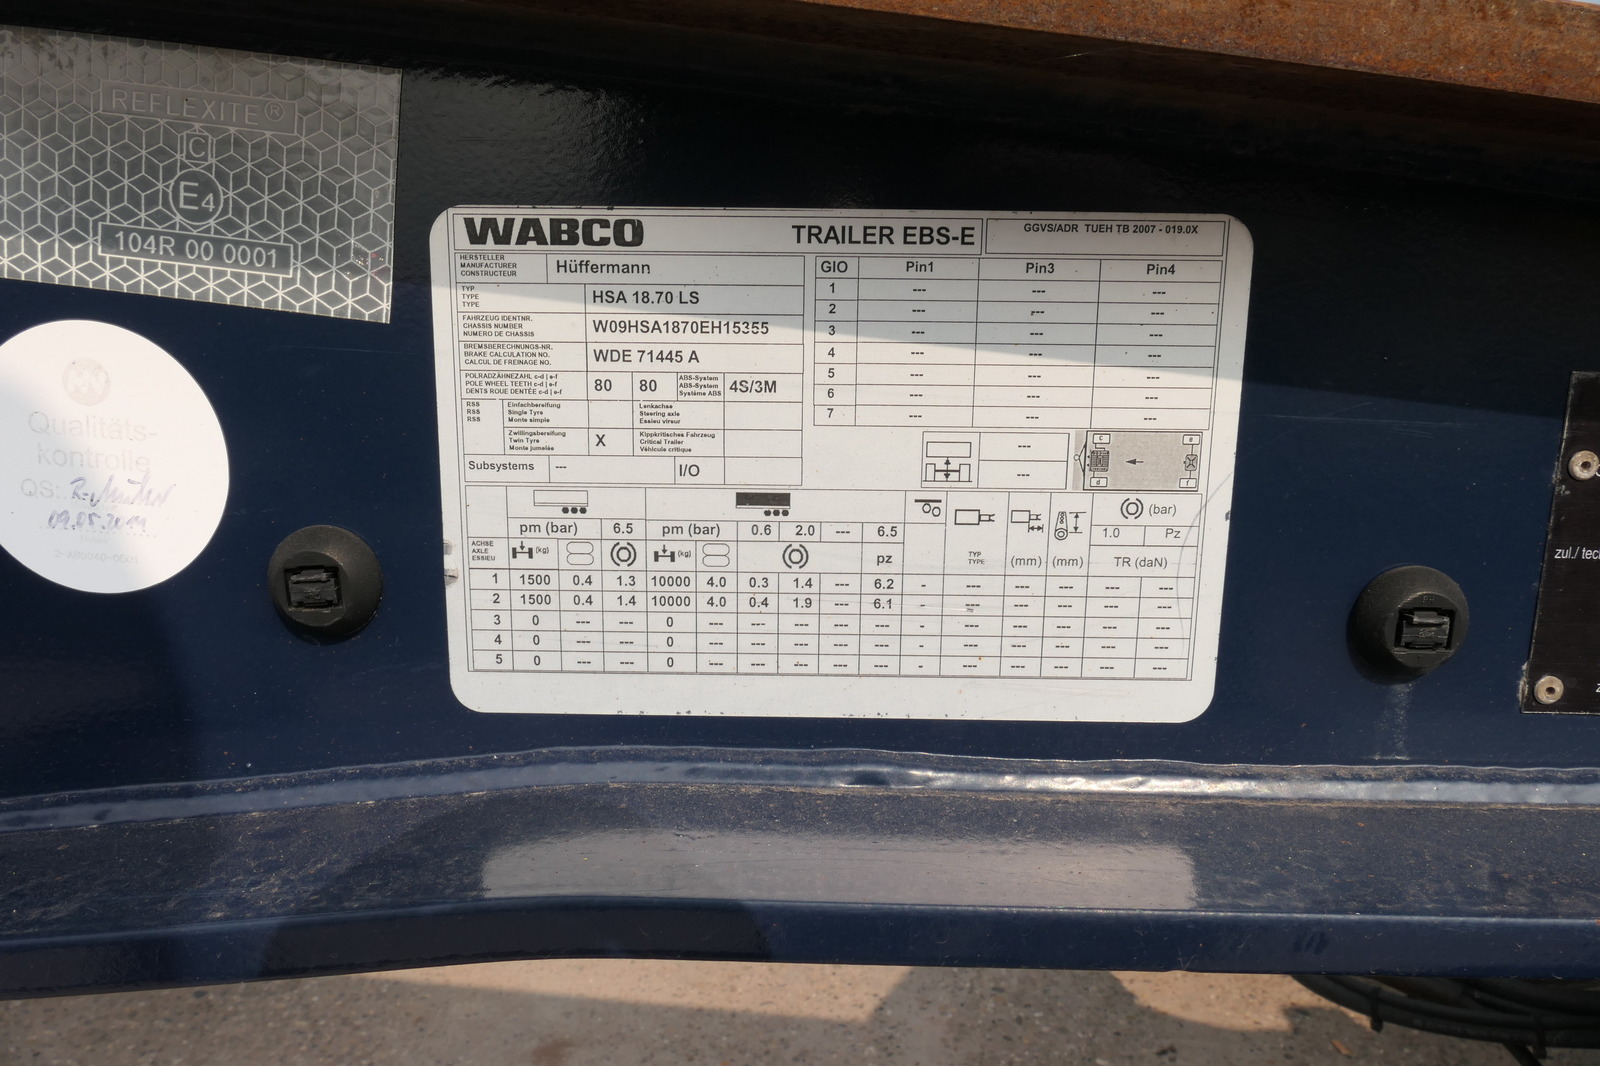 REFLEXITE®
C
E4
104R 00 0001
Qualitäts-
kontrolle
QS:
WABCO TRAILER EBS-E GGVS/ADR TUEH TB 2007 - 019.0X
HERSTELLER
MANUFACTURER
CONSTRUCTEUR
Hüffermann
TYP
TYPE
TYPE
HSA 18.70 LS
FAHRZEUG IDENTNR.
CHASSIS NUMBER
NUMERO DE CHASSIS
W09HSA1870EH15355
BREMSBERECHNUNGS-NR.
BRAKE CALCULATION NO.
CALCUL DE FREINAGE NO.
WDE 71445 A
POLRADZÄHNEZAHL c-d | e-f
POLE WHEEL TEETH c-d | e-f
DENTS ROUE DENTÉE c-d | e-f
80 80
ABS-System
ABS-System
Système ABS
4S/3M
RSS
RSS
RSS
Einfachbereifung
Single Tyre
Monte simple
Lenkachse
Steering axle
Essieu vireur
Zwillingsbereifung
Twin Tyre
Monte jumelée
X
Kippkritisches Fahrzeug
Critical Trailer
Véhicule critique
Subsystems --- I/O
GIO Pin1 Pin3 Pin4
1 --- --- ---
2 --- --- ---
3 --- --- ---
4 --- --- ---
5 --- --- ---
6 --- --- ---
7 --- --- ---
---
---
c e
d f
pm (bar) 6.5 pm (bar) 0.6 2.0 --- 6.5
(bar)
1.0 Pz
ACHSE
AXLE
ESSIEU
(kg) (kg) pz
TYP
TYPE
(mm) (mm) TR (daN)
1 1500 0.4 1.3 10000 4.0 0.3 1.4 --- 6.2 - --- --- --- --- ---
2 1500 0.4 1.4 10000 4.0 0.4 1.9 --- 6.1 - --- --- --- --- ---
3 0 --- --- 0 --- --- --- --- --- - --- --- --- --- ---
4 0 --- --- 0 --- --- --- --- --- - --- --- --- --- ---
5 0 --- --- 0 --- --- --- --- --- - --- --- --- --- ---
zul./ tech